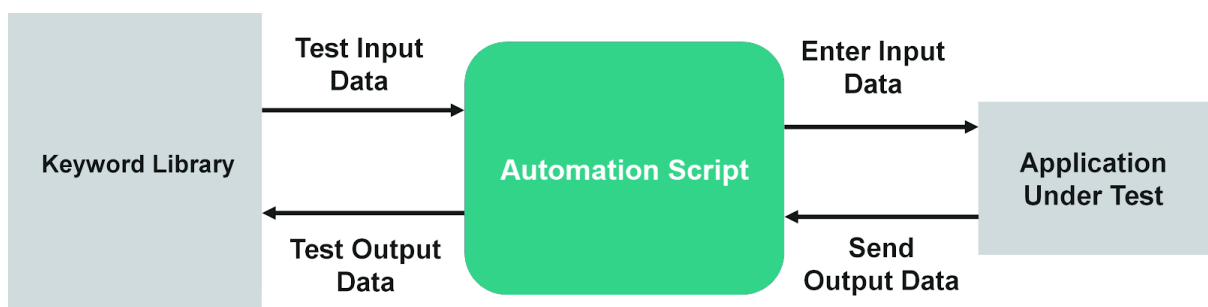 Test Input
Data
Enter Input
Data
Keyword Library
Automation Script
Application
Under Test
Test Output
Data
Send
Output Data